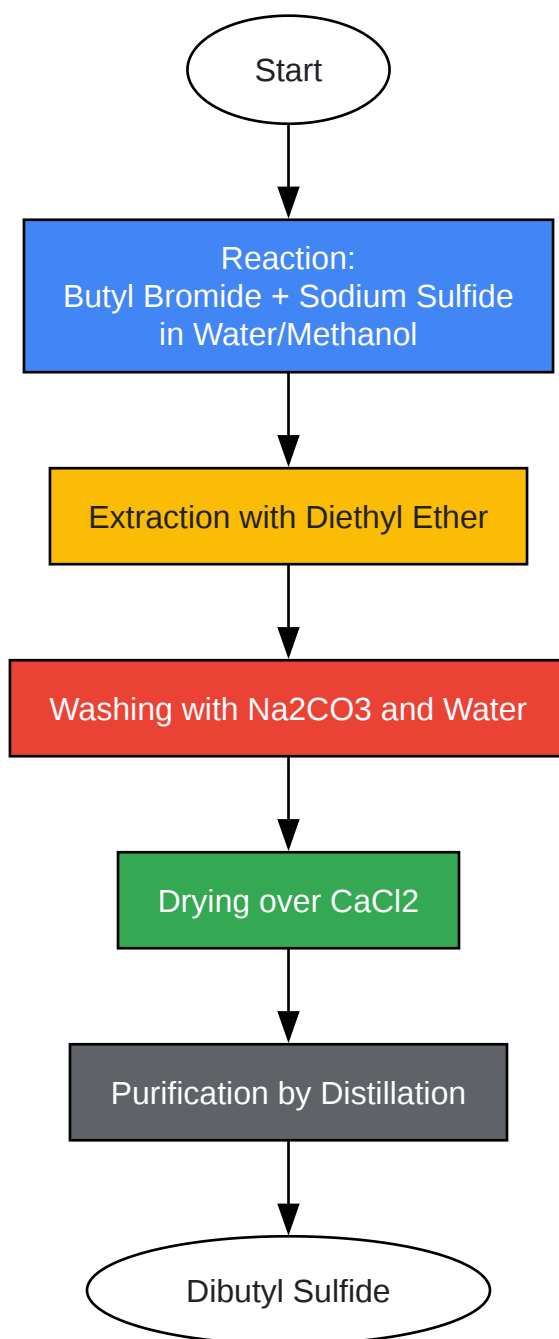 Start
Reaction:
Butyl Bromide + Sodium Sulfide
in Water/Methanol
Extraction with Diethyl Ether
Washing with Na2CO3 and Water
Drying over CaCl2
Purification by Distillation
Dibutyl Sulfide